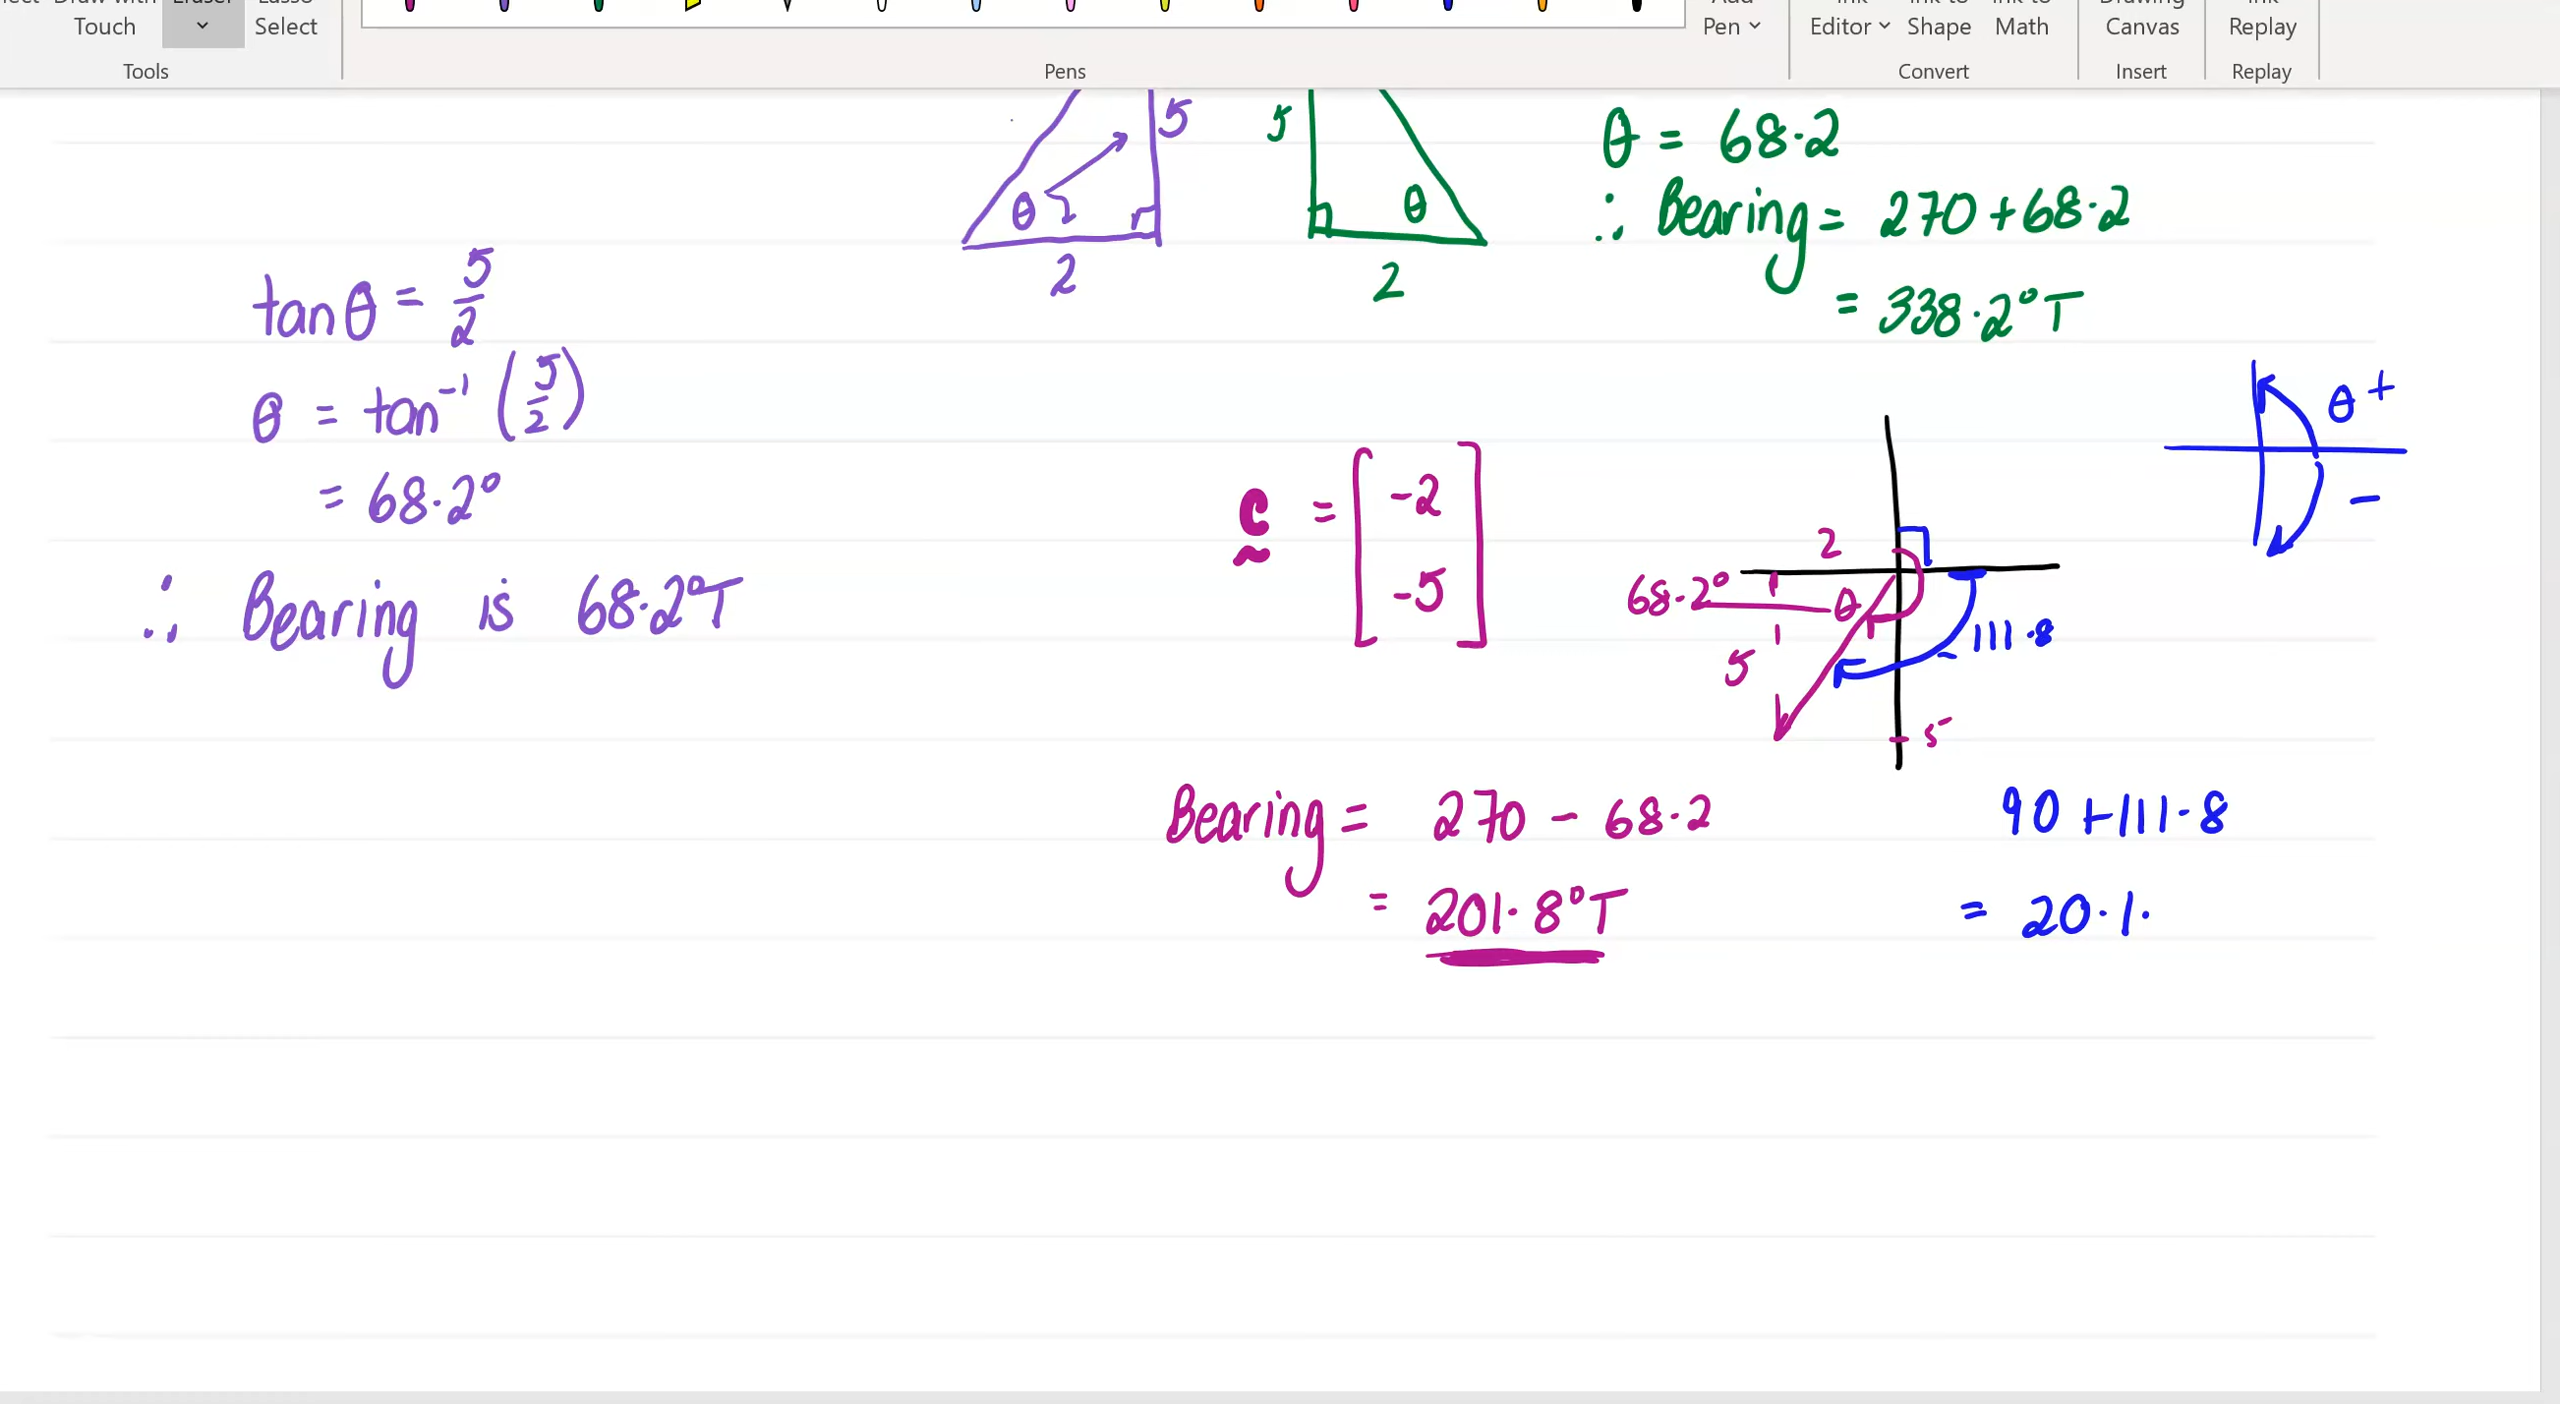 Touch
Select
Tools
Pens
Pen
Editor
Shape
Math
Convert
Canvas
Insert
Replay
Replay
5
θ
2
tanθ = 5/2
θ = tan⁻¹ (5/2)
= 68.2°
∴ Bearing is 68.2°T
5
θ
2
θ = 68.2
∴ Bearing = 270 + 68.2
= 338.2°T
θ +
−
c = [-2
-5]
2
68.2°
θ
5
5
-111.8
Bearing = 270 - 68.2
= 201.8°T
90 + 111.8
= 20.1.